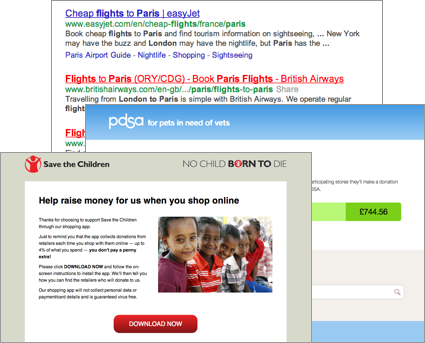 Cheap flights to Paris | easyJet
www.easyjet.com/en/cheap-flights/france/paris
Book cheap flights to Paris and find tourism information on sightseeing, ... New York
may have the buzz and London may have the nightlife, but Paris has the ...
Paris Airport Guide - Nightlife - Shopping - Sightseeing
Flights to Paris (ORY/CDG) - Book Paris Flights - British Airways
www.britishairways.com/en-gb/.../paris/flights-to-paris Share
Travelling from London to Paris is simple with British Airways. We operate regular
fligh
Fligh
www
pdsa for pets in need of vets
articipating stores they'll make a donation
DSA.
£744.56
Save the Children
NO CHILD BORN TO DIE
Help raise money for us when you shop online
Thanks for choosing to support Save the Children
through our shopping app.
Just to remind you that the app collects donations from
retailers each time you shop with them online — up to
4% of what you spend — you don't pay a penny
extra!
Please click DOWNLOAD NOW and follow the on-
screen instructions to install the app. We'll then tell you
how you can find the retailers who will donate to us.
Our shopping app will not collect personal data or
payment/card details and is guaranteed virus free.
DOWNLOAD NOW